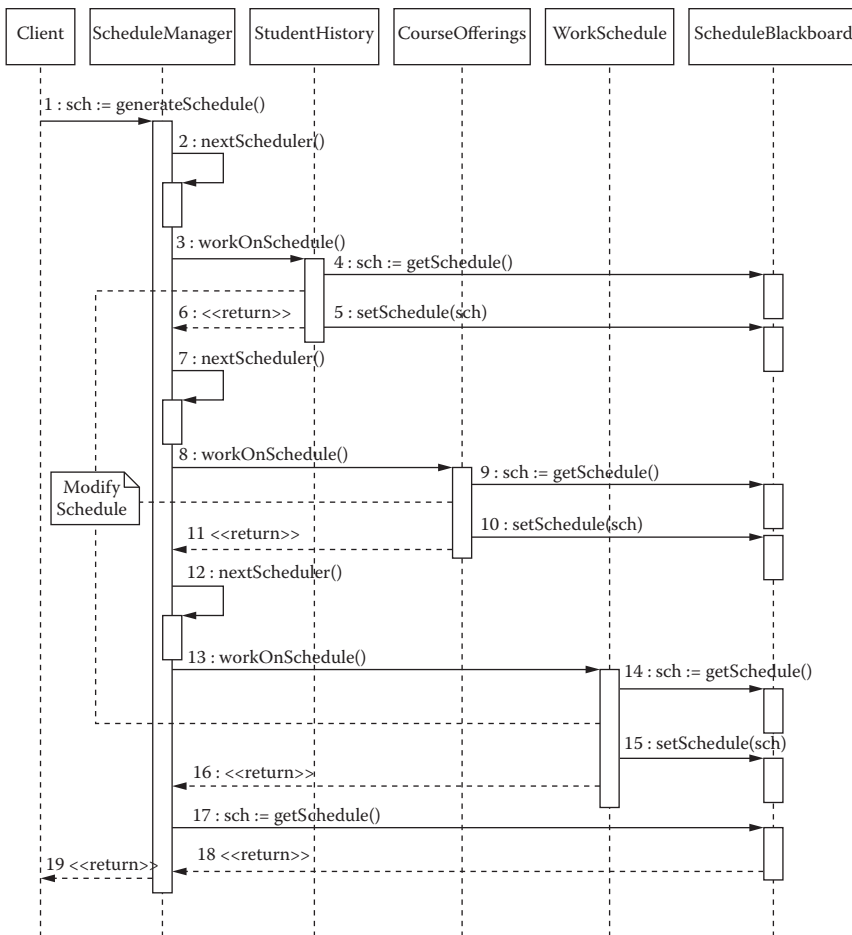 Client
ScheduleManager
StudentHistory
CourseOfferings
WorkSchedule
ScheduleBlackboard
1 : sch := generateSchedule()
2 : nextScheduler()
3 : workOnSchedule()
4 : sch := getSchedule()
5 : setSchedule(sch)
6 : <<return>>
7 : nextScheduler()
8 : workOnSchedule()
9 : sch := getSchedule()
Modify
Schedule
10 : setSchedule(sch)
11 <<return>>
12 : nextScheduler()
13 : workOnSchedule()
14 : sch := getSchedule()
15 : setSchedule(sch)
16 : <<return>>
17 : sch := getSchedule()
18 <<return>>
19 <<return>>